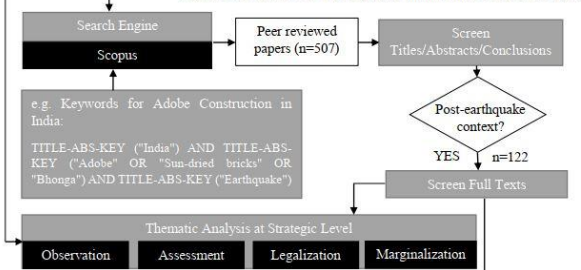 Search Engine
Scopus
Peer reviewed
papers (n=507)
Screen
Titles/Abstracts/Conclusions
e.g. Keywords for Adobe Construction in
India:
TITLE-ABS-KEY ("India") AND TITLE-ABS-
KEY ("Adobe" OR "Sun-dried bricks" OR
"Bhonga") AND TITLE-ABS-KEY ("Earthquake")
Post-earthquake
context?
YES n=122
Screen Full Texts
Thematic Analysis at Strategic Level
Observation
Assessment
Legalization
Marginalization